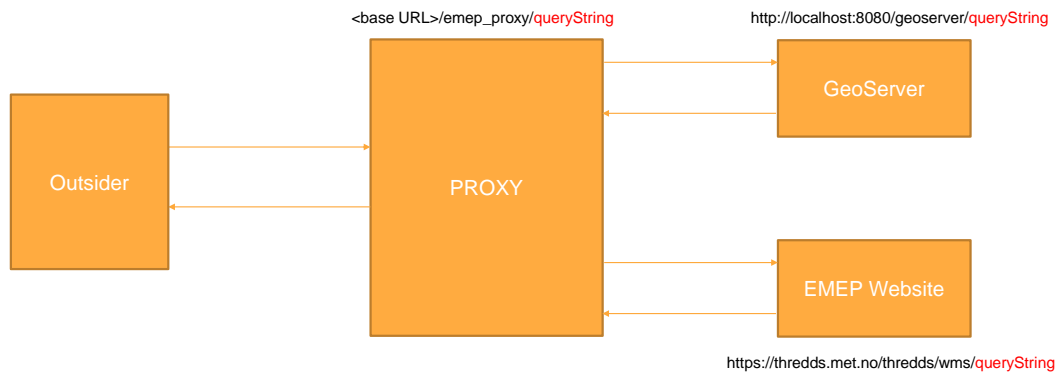 <base URL>/emep_proxy/queryString
http://localhost:8080/geoserver/queryString
GeoServer
Outsider
PROXY
EMEP Website
https://thredds.met.no/thredds/wms/queryString